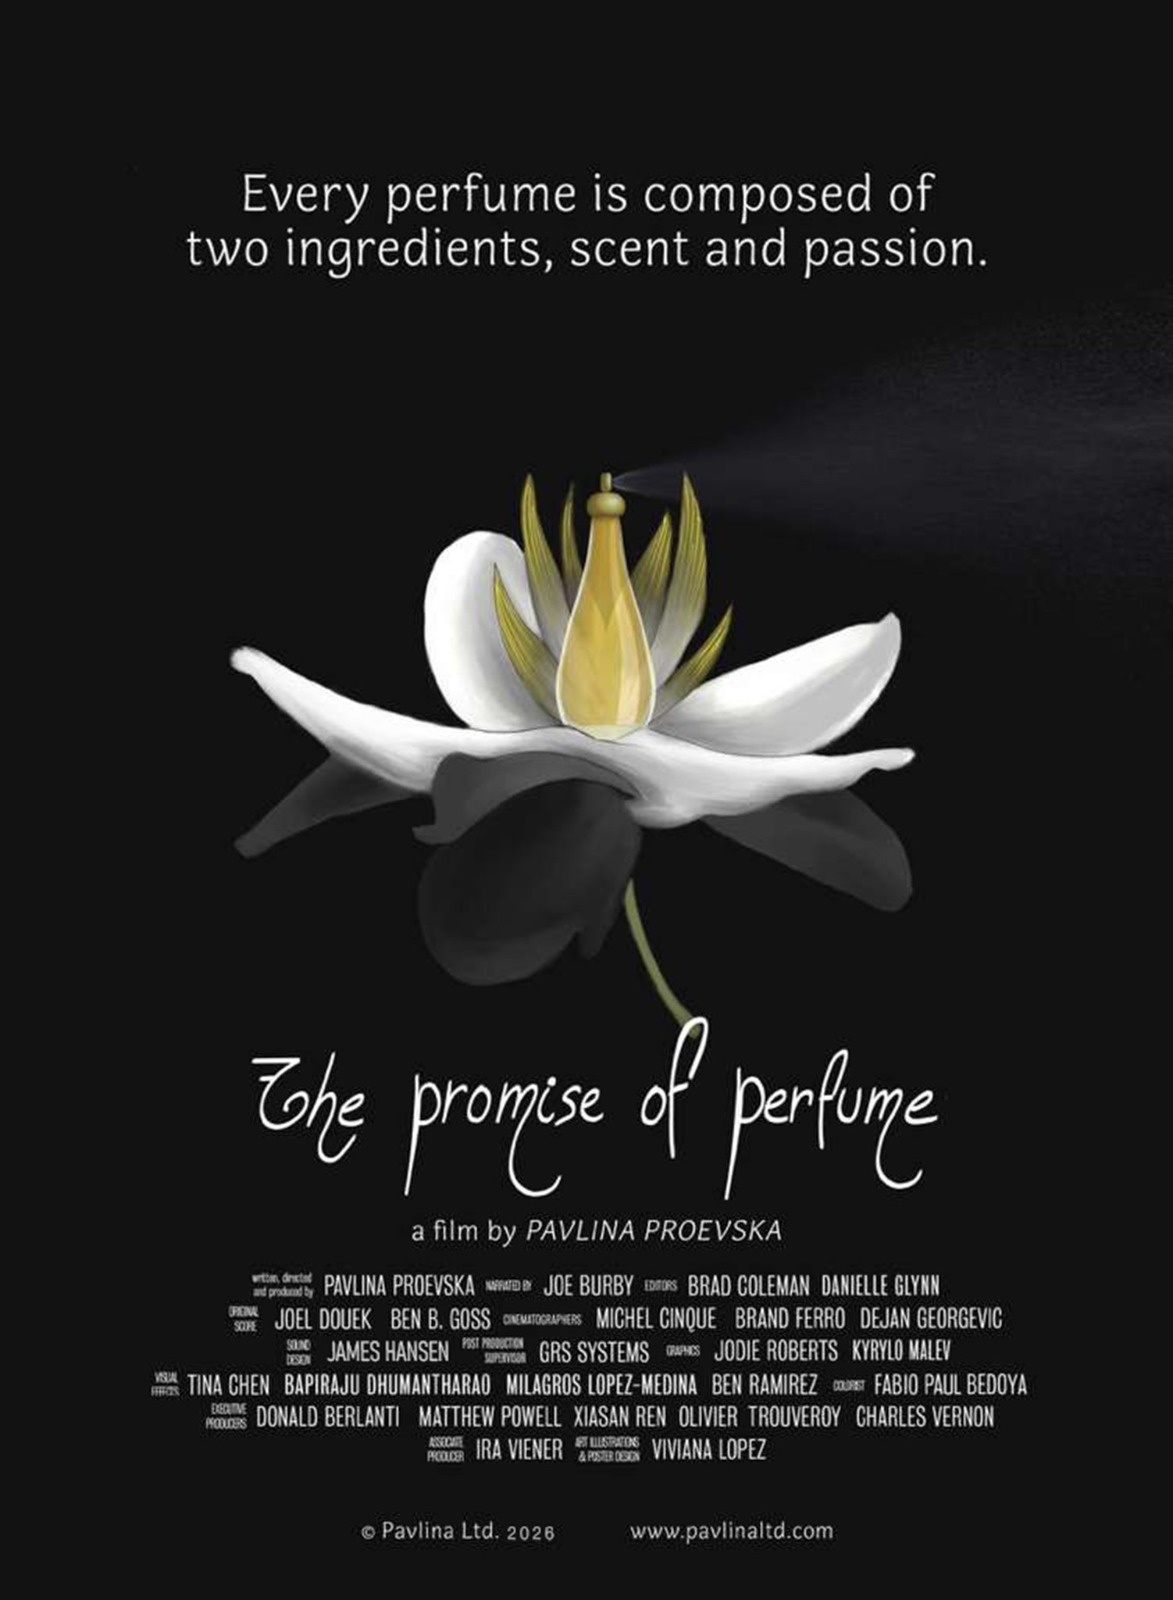 Every perfume is composed of
two ingredients, scent and passion.
The promise of perfume
a film by PAVLINA PROEVSKA
written, directed and produced by PAVLINA PROEVSKA NARRATED BY JOE BURBY EDITORS BRAD COLEMAN DANIELLE GLYNN
ORIGINAL SCORE JOEL DOUEK BEN B. GOSS CINEMATOGRAPHERS MICHEL CINQUE BRAND FERRO DEJAN GEORGEVIC
SOUND DESIGN JAMES HANSEN POST PRODUCTION SUPERVISOR GRS SYSTEMS GRAPHICS JODIE ROBERTS KYRYLO MALEV
VISUAL EFFECTS TINA CHEN BAPIRAJU DHUMANTHARAO MILAGROS LOPEZ-MEDINA BEN RAMIREZ COLORIST FABIO PAUL BEDOYA
EXECUTIVE PRODUCERS DONALD BERLANTI MATTHEW POWELL XIASAN REN OLIVIER TROUVEROY CHARLES VERNON
ASSOCIATE PRODUCER IRA VIENER ART ILLUSTRATIONS & POSTER DESIGN VIVIANA LOPEZ
© Pavlina Ltd. 2026 www.pavlinaltd.com